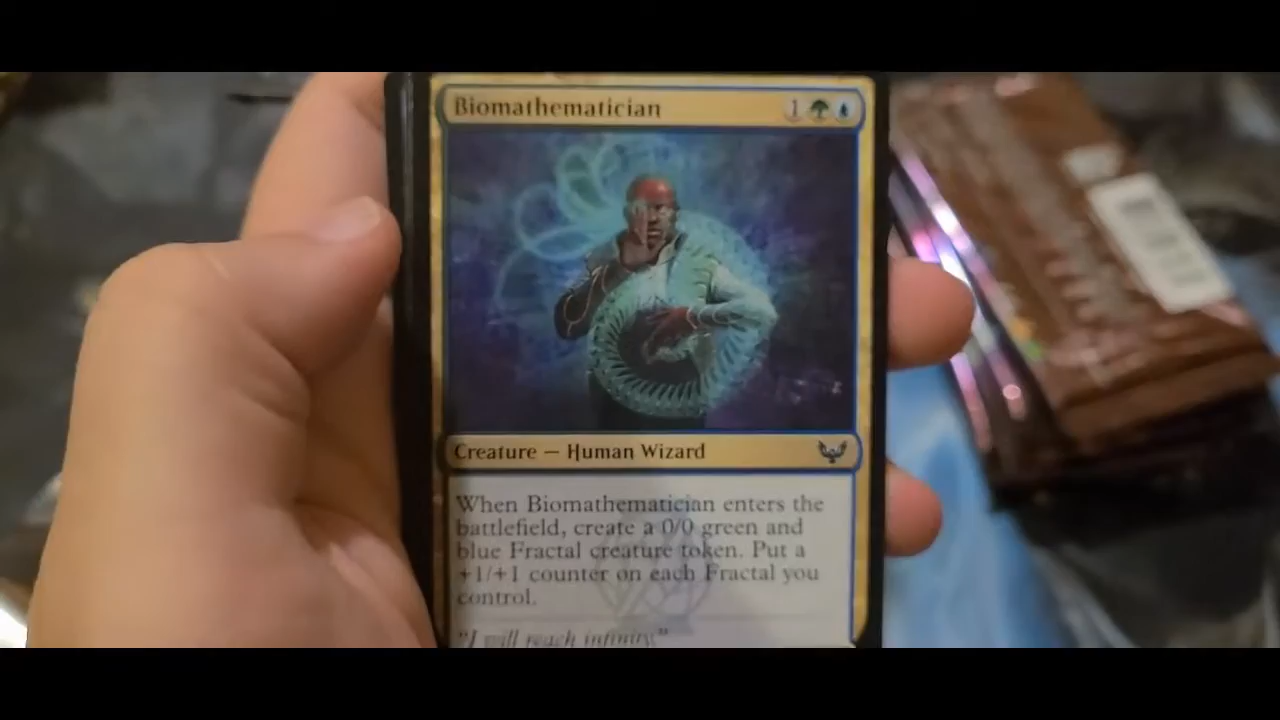 Biomathematician 1
Creature — Human Wizard
When Biomathematician enters the
battlefield, create a 0/0 green and
blue Fractal creature token. Put a
+1/+1 counter on each Fractal you
control.
"I will reach infinity."